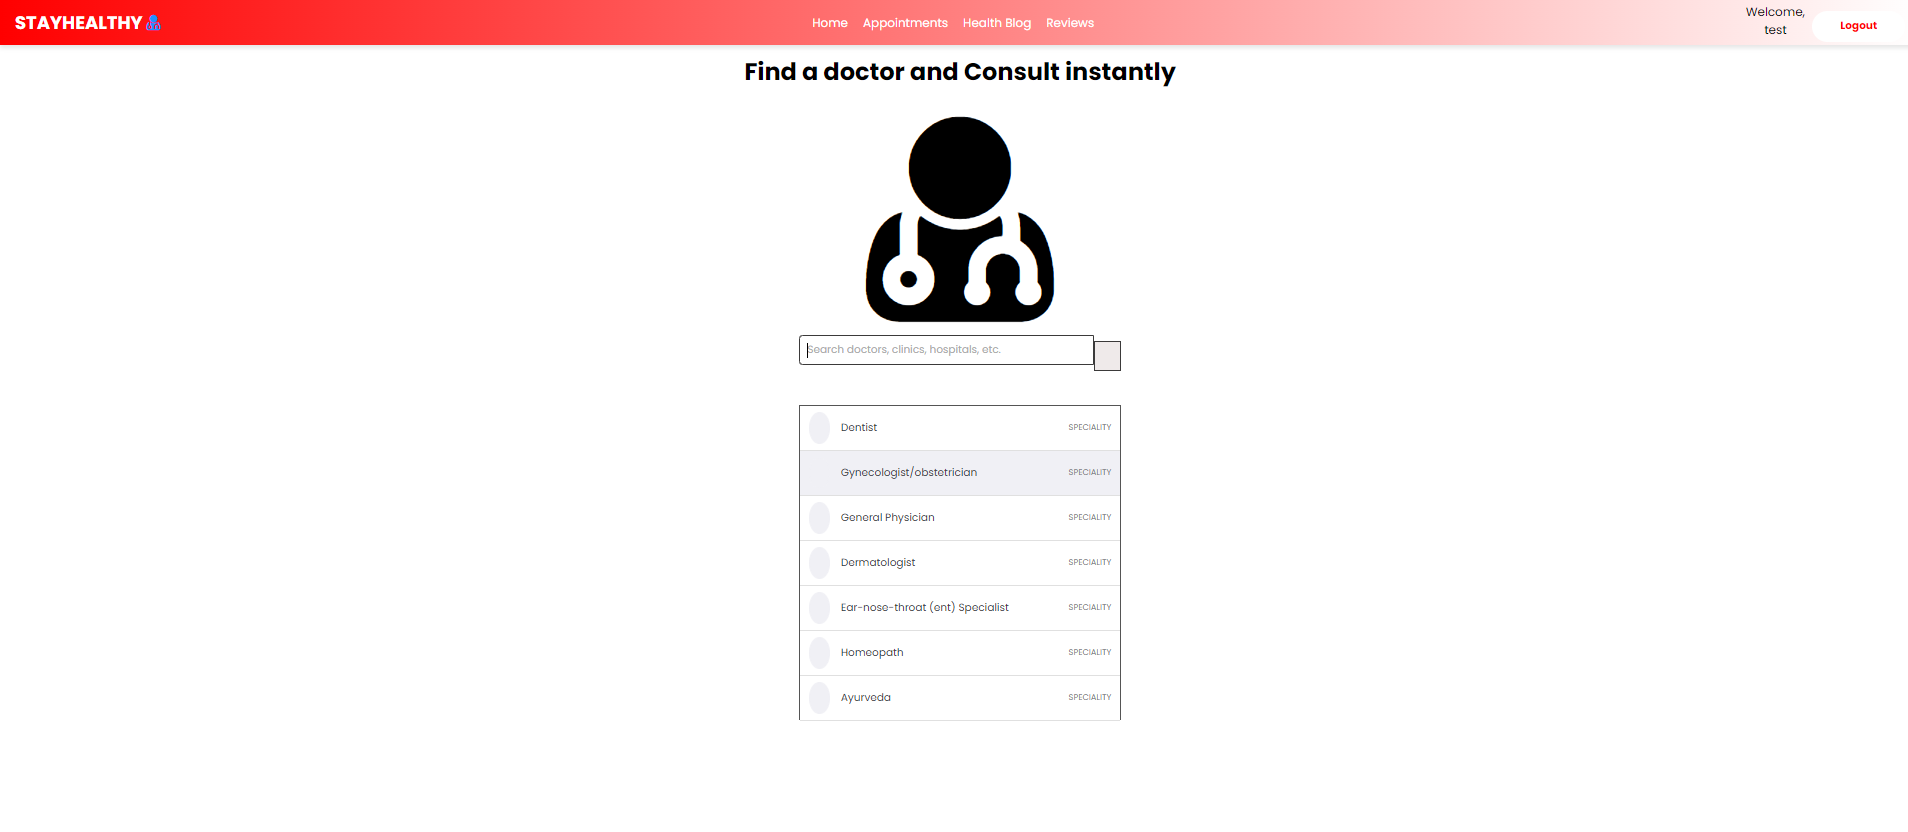 STAYHEALTHY
Home Appointments Health Blog Reviews
Welcome,
test
Logout
Find a doctor and Consult instantly
Search doctors, clinics, hospitals, etc.
Dentist SPECIALITY
Gynecologist/obstetrician SPECIALITY
General Physician SPECIALITY
Dermatologist SPECIALITY
Ear-nose-throat (ent) Specialist SPECIALITY
Homeopath SPECIALITY
Ayurveda SPECIALITY